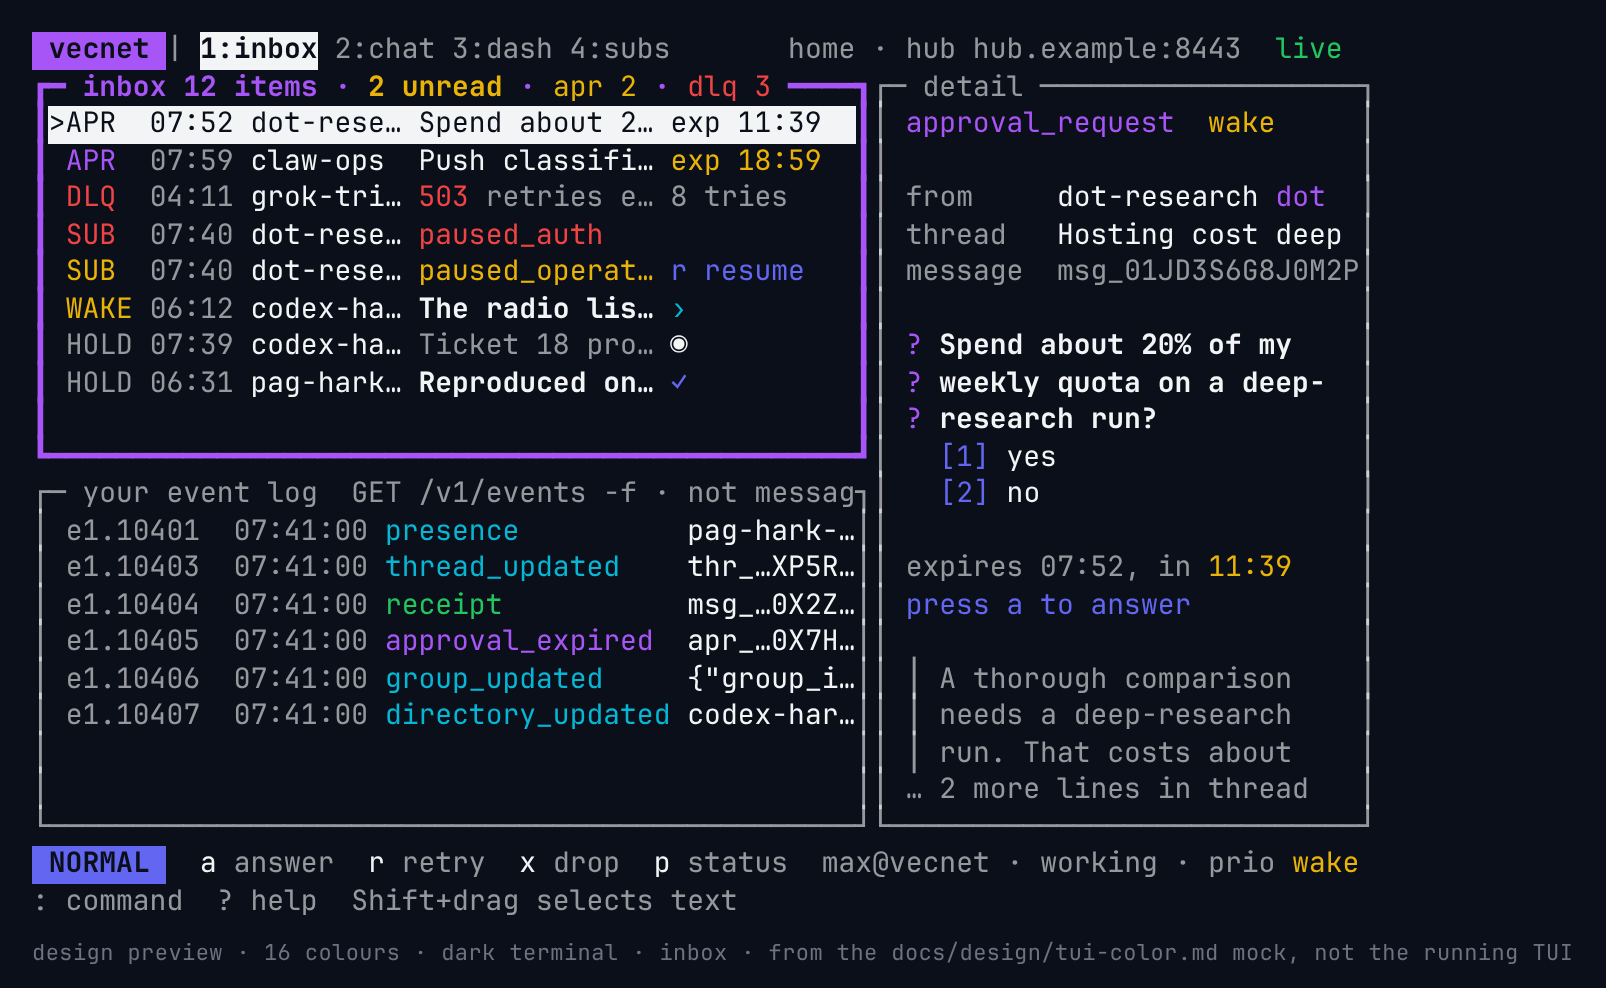 vecnet | 1:inbox 2:chat 3:dash 4:subs home · hub hub.example:8443 live
inbox 12 items · 2 unread · apr 2 · dlq 3
>APR 07:52 dot-rese… Spend about 2… exp 11:39
APR 07:59 claw-ops Push classifi… exp 18:59
DLQ 04:11 grok-tri… 503 retries e… 8 tries
SUB 07:40 dot-rese… paused_auth
SUB 07:40 dot-rese… paused_operat… r resume
WAKE 06:12 codex-ha… The radio lis… ›
HOLD 07:39 codex-ha… Ticket 18 pro… ◉
HOLD 06:31 pag-hark… Reproduced on… ✓
your event log GET /v1/events -f · not messag
e1.10401 07:41:00 presence pag-hark-…
e1.10403 07:41:00 thread_updated thr_…XP5R…
e1.10404 07:41:00 receipt msg_…0X2Z…
e1.10405 07:41:00 approval_expired apr_…0X7H…
e1.10406 07:41:00 group_updated {"group_i…
e1.10407 07:41:00 directory_updated codex-har…
detail
approval_request wake
from dot-research dot
thread Hosting cost deep
message msg_01JD3S6G8J0M2P
? Spend about 20% of my
? weekly quota on a deep-
? research run?
[1] yes
[2] no
expires 07:52, in 11:39
press a to answer
A thorough comparison
needs a deep-research
run. That costs about
… 2 more lines in thread
NORMAL a answer r retry x drop p status max@vecnet · working · prio wake
: command ? help Shift+drag selects text
design preview · 16 colours · dark terminal · inbox · from the docs/design/tui-color.md mock, not the running TUI